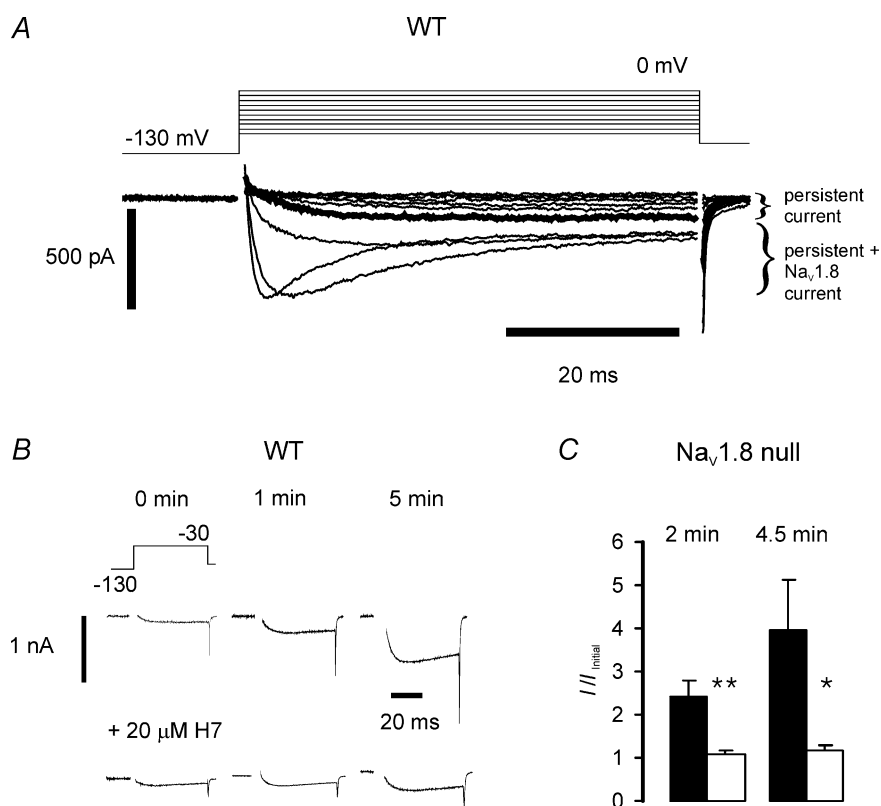 A
WT
0 mV
-130 mV
persistent
current
500 pA
persistent +
Naᵥ1.8
current
20 ms
B
WT
0 min
1 min
5 min
-30
-130
1 nA
20 ms
+ 20 μM H7
C
Naᵥ1.8 null
2 min
4.5 min
I/I Initial
6
5
4
3
2
1
0
**
*